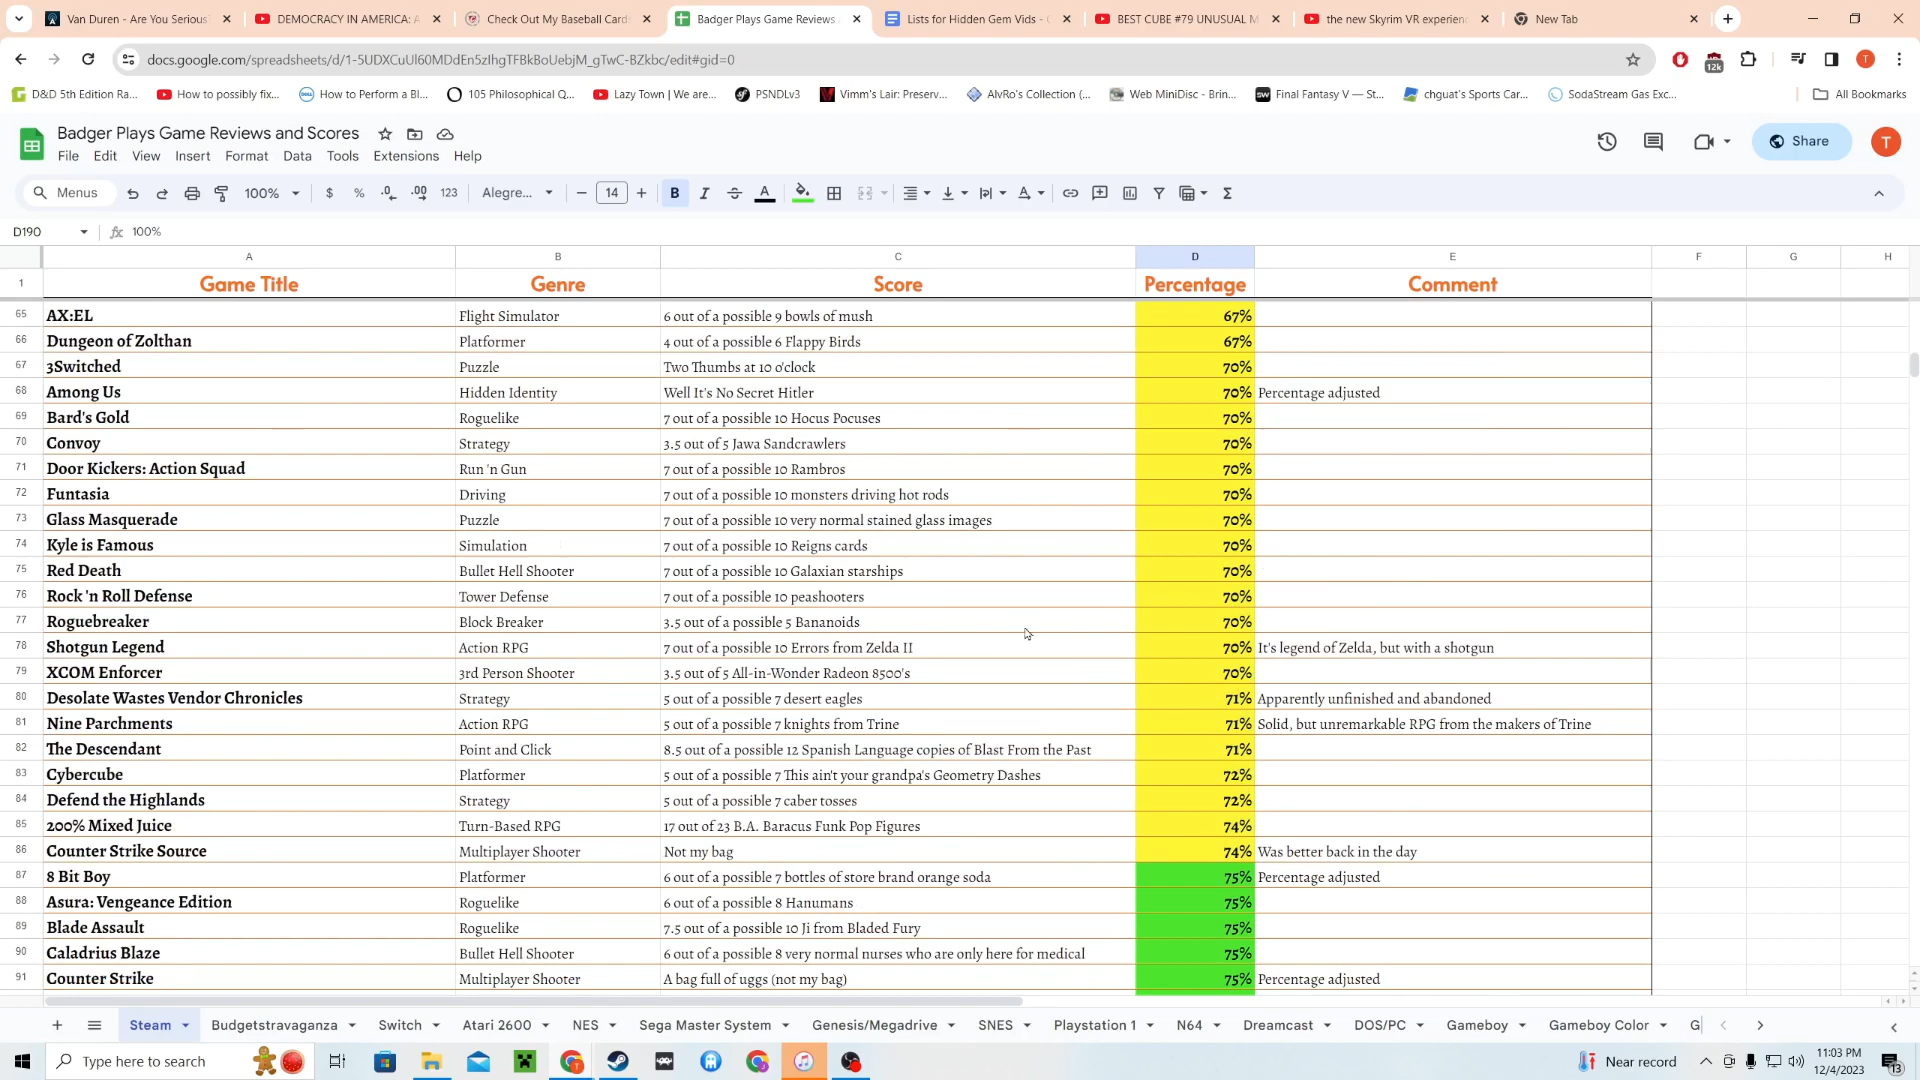 Van Duren - Are You Serious?
DEMOCRACY IN AMERICA: A
Check Out My Baseball Cards
Badger Plays Game Reviews
Lists for Hidden Gem Vids -
BEST CUBE #79 UNUSUAL M
the new Skyrim VR experien
New Tab
docs.google.com/spreadsheets/d/1-5UDXCuUl60MDdEn5zIhgTFBkBoUebjM_gTwC-BZkbc/edit#gid=0
12k
T
D&D 5th Edition Ra...
How to possibly fix...
How to Perform a Bl...
105 Philosophical Q...
Lazy Town | We are...
PSNDLv3
Vimm's Lair: Preserv...
AlvRo's Collection (...
Web MiniDisc - Brin...
Final Fantasy V — St...
chguat's Sports Car...
SodaStream Gas Exc...
All Bookmarks
Badger Plays Game Reviews and Scores
File Edit View Insert Format Data Tools Extensions Help
Share
T
Menus
100%
$ % .0 .00 123
Alegre...
14
B I
D190
fx 100%
A B C D E F G H
1 Game Title Genre Score Percentage Comment
65 AX:EL Flight Simulator 6 out of a possible 9 bowls of mush 67%
66 Dungeon of Zolthan Platformer 4 out of a possible 6 Flappy Birds 67%
67 3Switched Puzzle Two Thumbs at 10 o'clock 70%
68 Among Us Hidden Identity Well It's No Secret Hitler 70% Percentage adjusted
69 Bard's Gold Roguelike 7 out of a possible 10 Hocus Pocuses 70%
70 Convoy Strategy 3.5 out of 5 Jawa Sandcrawlers 70%
71 Door Kickers: Action Squad Run 'n Gun 7 out of a possible 10 Rambros 70%
72 Funtasia Driving 7 out of a possible 10 monsters driving hot rods 70%
73 Glass Masquerade Puzzle 7 out of a possible 10 very normal stained glass images 70%
74 Kyle is Famous Simulation 7 out of a possible 10 Reigns cards 70%
75 Red Death Bullet Hell Shooter 7 out of a possible 10 Galaxian starships 70%
76 Rock 'n Roll Defense Tower Defense 7 out of a possible 10 peashooters 70%
77 Roguebreaker Block Breaker 3.5 out of a possible 5 Bananoids 70%
78 Shotgun Legend Action RPG 7 out of a possible 10 Errors from Zelda II 70% It's legend of Zelda, but with a shotgun
79 XCOM Enforcer 3rd Person Shooter 3.5 out of 5 All-in-Wonder Radeon 8500's 70%
80 Desolate Wastes Vendor Chronicles Strategy 5 out of a possible 7 desert eagles 71% Apparently unfinished and abandoned
81 Nine Parchments Action RPG 5 out of a possible 7 knights from Trine 71% Solid, but unremarkable RPG from the makers of Trine
82 The Descendant Point and Click 8.5 out of a possible 12 Spanish Language copies of Blast From the Past 71%
83 Cybercube Platformer 5 out of a possible 7 This ain't your grandpa's Geometry Dashes 72%
84 Defend the Highlands Strategy 5 out of a possible 7 caber tosses 72%
85 200% Mixed Juice Turn-Based RPG 17 out of 23 B.A. Baracus Funk Pop Figures 74%
86 Counter Strike Source Multiplayer Shooter Not my bag 74% Was better back in the day
87 8 Bit Boy Platformer 6 out of a possible 7 bottles of store brand orange soda 75% Percentage adjusted
88 Asura: Vengeance Edition Roguelike 6 out of a possible 8 Hanumans 75%
89 Blade Assault Roguelike 7.5 out of a possible 10 Ji from Bladed Fury 75%
90 Caladrius Blaze Bullet Hell Shooter 6 out of a possible 8 very normal nurses who are only here for medical 75%
91 Counter Strike Multiplayer Shooter A bag full of uggs (not my bag) 75% Percentage adjusted
Steam Budgetstravaganza Switch Atari 2600 NES Sega Master System Genesis/Megadrive SNES Playstation 1 N64 Dreamcast DOS/PC Gameboy Gameboy Color G
Type here to search
Near record
11:03 PM
12/4/2023
13